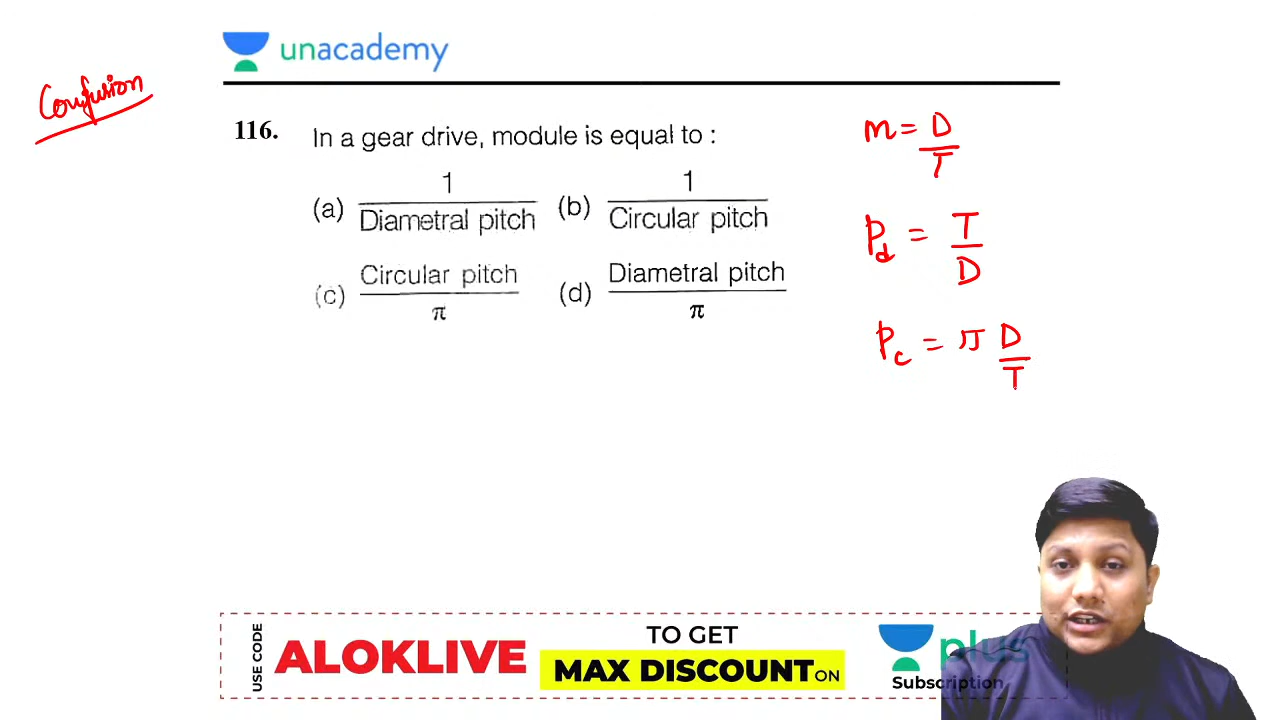 unacademy
Confusion
116. In a gear drive, module is equal to :
(a) 1 / Diametral pitch (b) 1 / Circular pitch
(c) Circular pitch / π (d) Diametral pitch / π
m = D / T
Pd = T / D
Pc = π D / T
USE CODE
ALOKLIVE
TO GET
MAX DISCOUNT ON
plus
Subscription